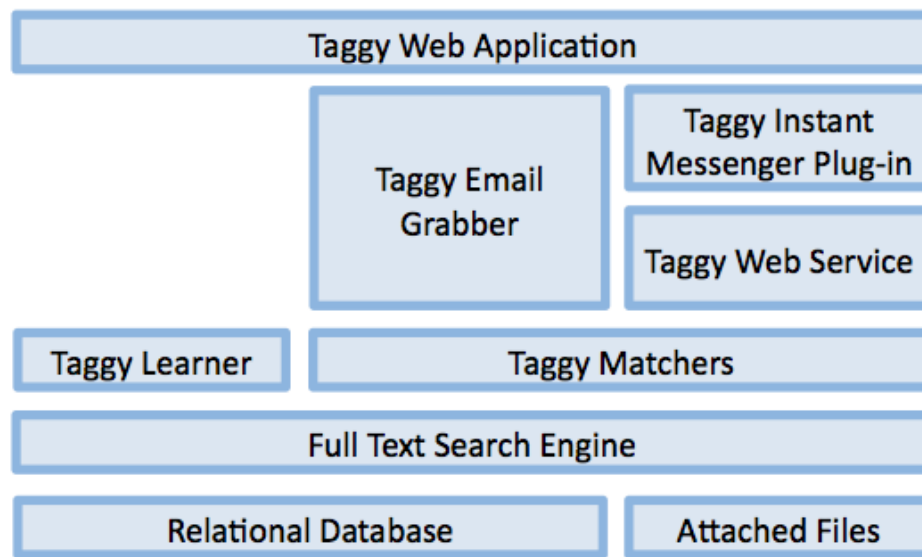 Taggy Web Application
Taggy Email
Grabber
Taggy Instant
Messenger Plug-in
Taggy Web Service
Taggy Learner
Taggy Matchers
Full Text Search Engine
Relational Database
Attached Files